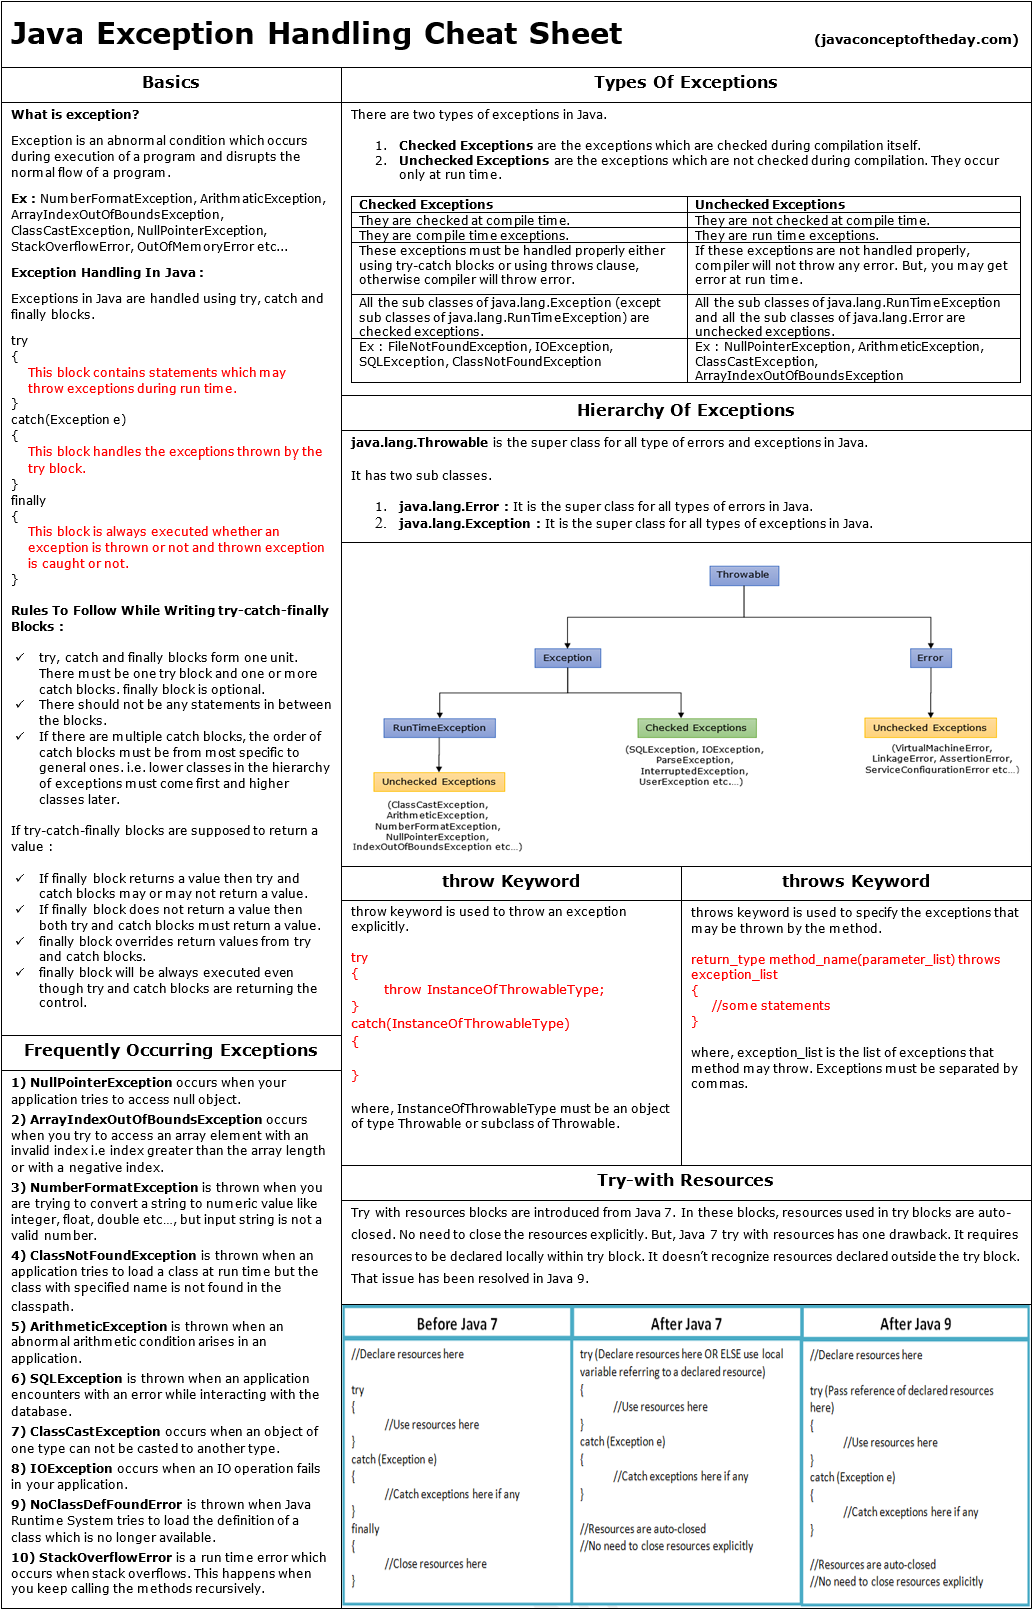 Java Exception Handling Cheat Sheet
(javaconceptoftheday.com)
Basics
What is exception?
Exception is an abnormal condition which occurs
during execution of a program and disrupts the
normal flow of a program.
Ex : NumberFormatException, ArithmaticException,
ArrayIndexOutOfBoundsException,
ClassCastException, NullPointerException,
StackOverflowError, OutOfMemoryError etc...
Exception Handling In Java :
Exceptions in Java are handled using try, catch and
finally blocks.
try
{
This block contains statements which may
throw exceptions during run time.
}
catch(Exception e)
{
This block handles the exceptions thrown by the
try block.
}
finally
{
This block is always executed whether an
exception is thrown or not and thrown exception
is caught or not.
}
Rules To Follow While Writing try-catch-finally
Blocks :
✓ try, catch and finally blocks form one unit.
There must be one try block and one or more
catch blocks. finally block is optional.
✓ There should not be any statements in between
the blocks.
✓ If there are multiple catch blocks, the order of
catch blocks must be from most specific to
general ones. i.e. lower classes in the hierarchy
of exceptions must come first and higher
classes later.
If try-catch-finally blocks are supposed to return a
value :
✓ If finally block returns a value then try and
catch blocks may or may not return a value.
✓ If finally block does not return a value then
both try and catch blocks must return a value.
✓ finally block overrides return values from try
and catch blocks.
✓ finally block will be always executed even
though try and catch blocks are returning the
control.
Frequently Occurring Exceptions
1) NullPointerException occurs when your
application tries to access null object.
2) ArrayIndexOutOfBoundsException occurs
when you try to access an array element with an
invalid index i.e index greater than the array length
or with a negative index.
3) NumberFormatException is thrown when you
are trying to convert a string to numeric value like
integer, float, double etc..., but input string is not a
valid number.
4) ClassNotFoundException is thrown when an
application tries to load a class at run time but the
class with specified name is not found in the
classpath.
5) ArithmeticException is thrown when an
abnormal arithmetic condition arises in an
application.
6) SQLException is thrown when an application
encounters with an error while interacting with the
database.
7) ClassCastException occurs when an object of
one type can not be casted to another type.
8) IOException occurs when an IO operation fails
in your application.
9) NoClassDefFoundError is thrown when Java
Runtime System tries to load the definition of a
class which is no longer available.
10) StackOverflowError is a run time error which
occurs when stack overflows. This happens when
you keep calling the methods recursively.
Types Of Exceptions
There are two types of exceptions in Java.
1. Checked Exceptions are the exceptions which are checked during compilation itself.
2. Unchecked Exceptions are the exceptions which are not checked during compilation. They occur
only at run time.
Checked Exceptions
Unchecked Exceptions
They are checked at compile time.
They are not checked at compile time.
They are compile time exceptions.
They are run time exceptions.
These exceptions must be handled properly either
using try-catch blocks or using throws clause,
otherwise compiler will throw error.
If these exceptions are not handled properly,
compiler will not throw any error. But, you may get
error at run time.
All the sub classes of java.lang.Exception (except
sub classes of java.lang.RunTimeException) are
checked exceptions.
All the sub classes of java.lang.RunTimeException
and all the sub classes of java.lang.Error are
unchecked exceptions.
Ex : FileNotFoundException, IOException,
SQLException, ClassNotFoundException
Ex : NullPointerException, ArithmeticException,
ClassCastException,
ArrayIndexOutOfBoundsException
Hierarchy Of Exceptions
java.lang.Throwable is the super class for all type of errors and exceptions in Java.
It has two sub classes.
1. java.lang.Error : It is the super class for all types of errors in Java.
2. java.lang.Exception : It is the super class for all types of exceptions in Java.
Throwable
Exception
Error
RunTimeException
Checked Exceptions
Unchecked Exceptions
(SQLException, IOException,
ParseException,
InterruptedException,
UserException etc....)
(VirtualMachineError,
LinkageError, AssertionError,
ServiceConfigurationError etc...)
Unchecked Exceptions
(ClassCastException,
ArithmeticException,
NumberFormatException,
NullPointerException,
IndexOutOfBoundsException etc...)
throw Keyword
throw keyword is used to throw an exception
explicitly.
try
{
throw InstanceOfThrowableType;
}
catch(InstanceOfThrowableType)
{
}
where, InstanceOfThrowableType must be an object
of type Throwable or subclass of Throwable.
throws Keyword
throws keyword is used to specify the exceptions that
may be thrown by the method.
return_type method_name(parameter_list) throws
exception_list
{
//some statements
}
where, exception_list is the list of exceptions that
method may throw. Exceptions must be separated by
commas.
Try-with Resources
Try with resources blocks are introduced from Java 7. In these blocks, resources used in try blocks are auto-
closed. No need to close the resources explicitly. But, Java 7 try with resources has one drawback. It requires
resources to be declared locally within try block. It doesn't recognize resources declared outside the try block.
That issue has been resolved in Java 9.
Before Java 7
//Declare resources here
try
{
//Use resources here
}
catch (Exception e)
{
//Catch exceptions here if any
}
finally
{
//Close resources here
}
After Java 7
try (Declare resources here OR ELSE use local
variable referring to a declared resource)
{
//Use resources here
}
catch (Exception e)
{
//Catch exceptions here if any
}
//Resources are auto-closed
//No need to close resources explicitly
After Java 9
//Declare resources here
try (Pass reference of declared resources
here)
{
//Use resources here
}
catch (Exception e)
{
//Catch exceptions here if any
}
//Resources are auto-closed
//No need to close resources explicitly